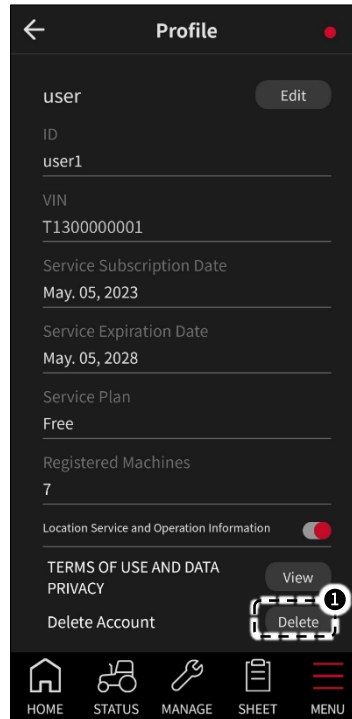 Profile
user
Edit
ID
user1
VIN
T1300000001
Service Subscription Date
May. 05, 2023
Service Expiration Date
May. 05, 2028
Service Plan
Free
Registered Machines
7
Location Service and Operation Information
TERMS OF USE AND DATA
PRIVACY
View
1
Delete Account
Delete
HOME
STATUS
MANAGE
SHEET
MENU